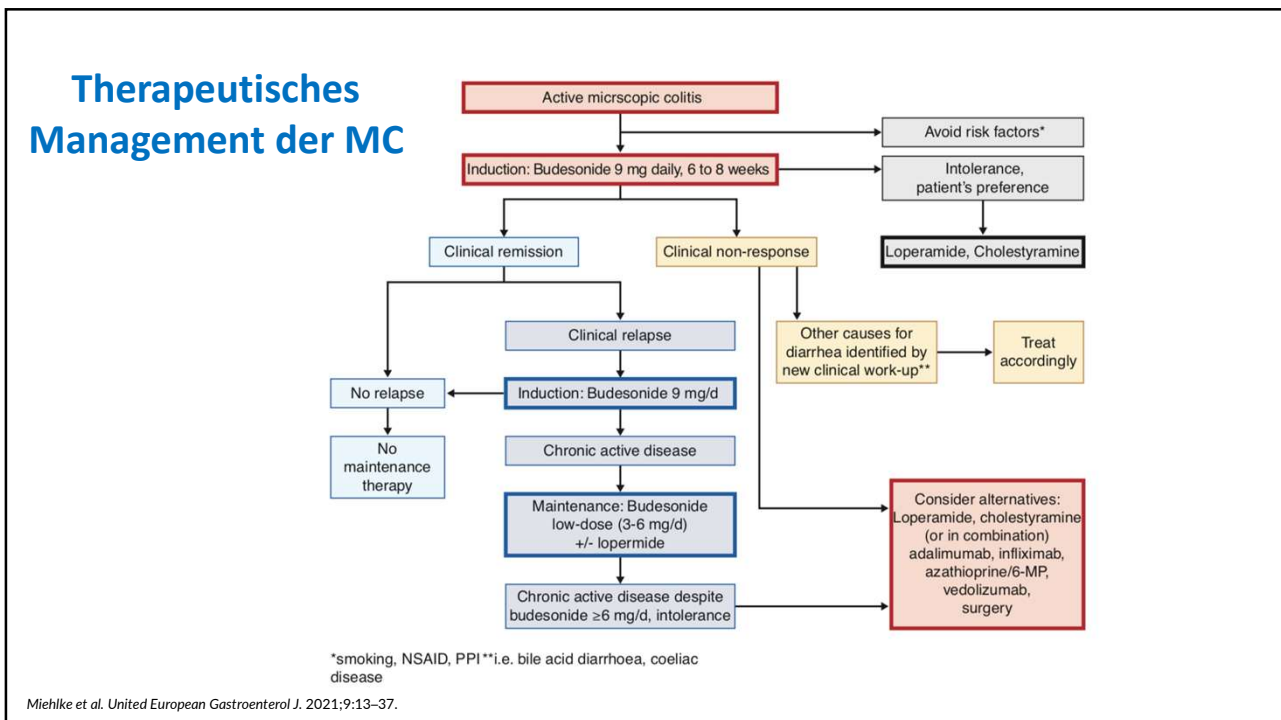 Therapeutisches
Management der MC
Active micrscopic colitis
Avoid risk factors*
Induction: Budesonide 9 mg daily, 6 to 8 weeks
Intolerance,
patient's preference
Loperamide, Cholestyramine
Clinical remission
Clinical non-response
Clinical relapse
Other causes for
diarrhea identified by
new clinical work-up**
Treat
accordingly
No relapse
Induction: Budesonide 9 mg/d
No
maintenance
therapy
Chronic active disease
Maintenance: Budesonide
low-dose (3-6 mg/d)
+/- lopermide
Consider alternatives:
Loperamide, cholestyramine
(or in combination)
adalimumab, infliximab,
azathioprine/6-MP,
vedolizumab,
surgery
Chronic active disease despite
budesonide ≥6 mg/d, intolerance
*smoking, NSAID, PPI **i.e. bile acid diarrhoea, coeliac
disease
Miehlke et al. United European Gastroenterol J. 2021;9:13–37.